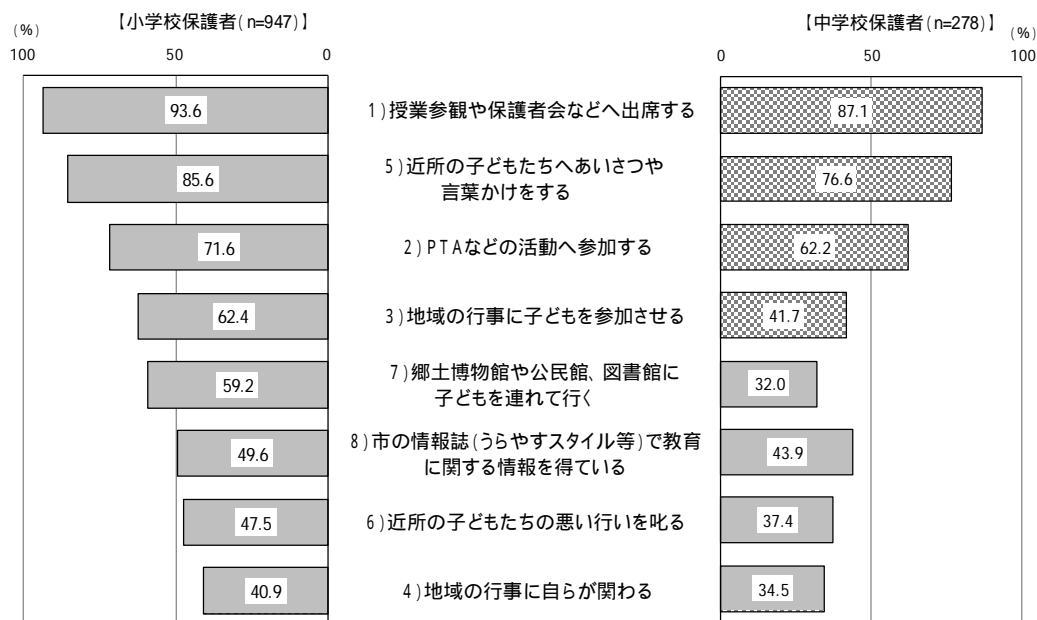 【小学校保護者(n=947)】
【中学校保護者(n=278)】
(%)
(%)
100 50 0
0 50 100
93.6 1)授業参観や保護者会などへ出席する 87.1
85.6 5)近所の子どもたちへあいさつや
言葉かけをする 76.6
71.6 2)PTAなどの活動へ参加する 62.2
62.4 3)地域の行事に子どもを参加させる 41.7
59.2 7)郷土博物館や公民館、図書館に
子どもを連れて行く 32.0
49.6 8)市の情報誌(うらやすスタイル等)で教育
に関する情報を得ている 43.9
47.5 6)近所の子どもたちの悪い行いを叱る 37.4
40.9 4)地域の行事に自らが関わる 34.5